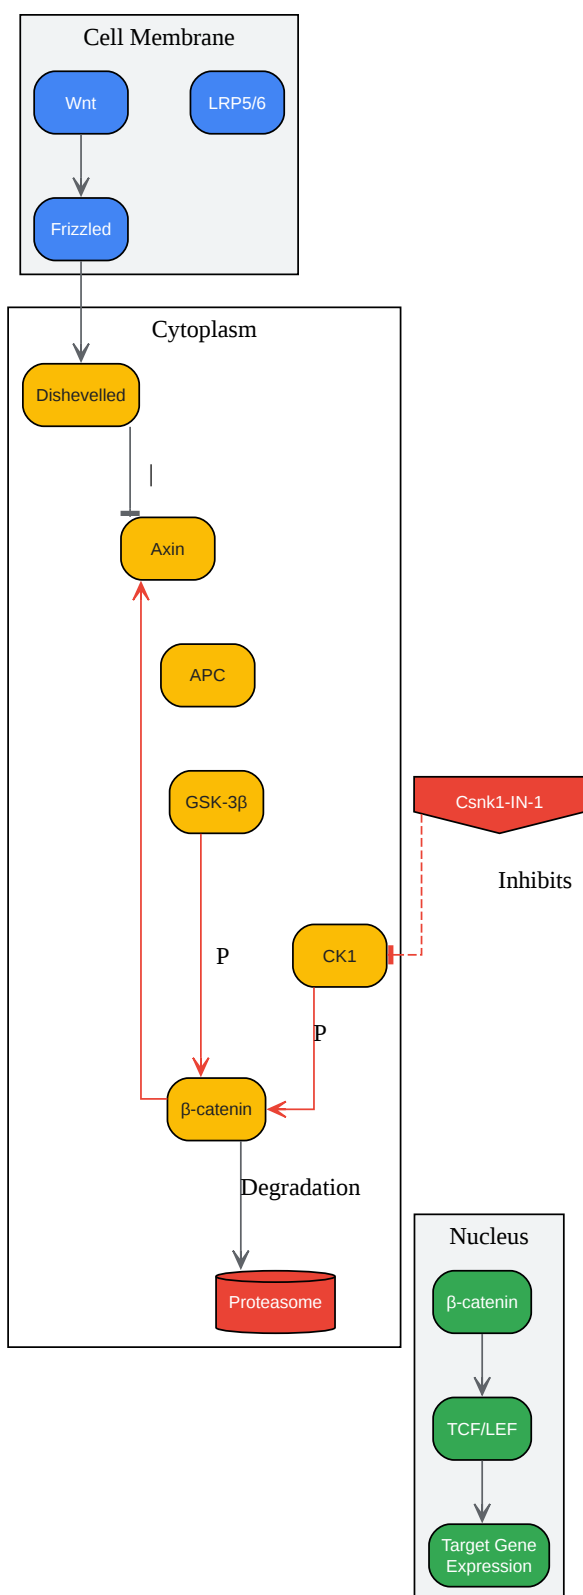 Cell Membrane
Wnt
LRP5/6
Frizzled
Cytoplasm
Dishevelled
|
Axin
APC
GSK-3β
Csnk1-IN-1
Inhibits
P
CK1
P
β-catenin
Degradation
Proteasome
Nucleus
β-catenin
TCF/LEF
Target Gene
Expression